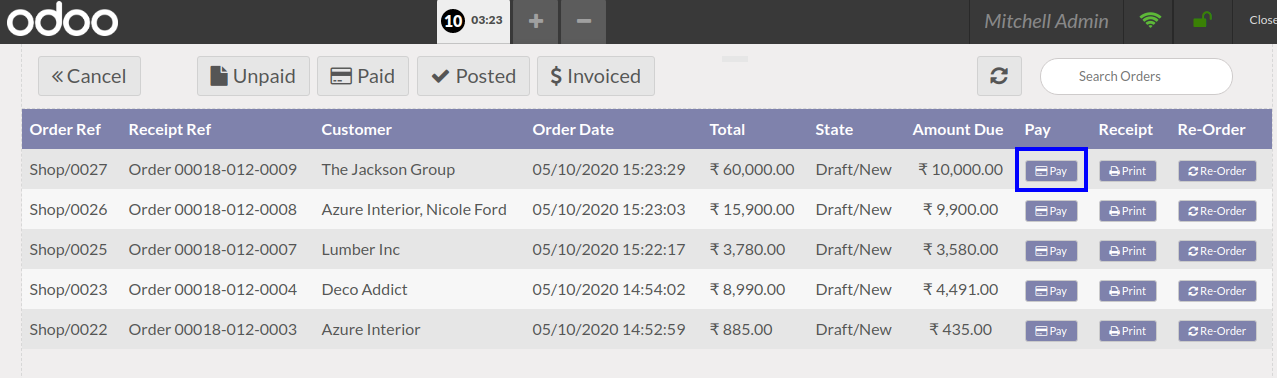 odoo 10 03:23 + − Mitchell Admin Close
Cancel Unpaid Paid Posted $ Invoiced Search Orders
Order Ref Receipt Ref Customer Order Date Total State Amount Due Pay Receipt Re-Order
Shop/0027 Order 00018-012-0009 The Jackson Group 05/10/2020 15:23:29 ₹ 60,000.00 Draft/New ₹ 10,000.00 Pay Print Re-Order
Shop/0026 Order 00018-012-0008 Azure Interior, Nicole Ford 05/10/2020 15:23:03 ₹ 15,900.00 Draft/New ₹ 9,900.00 Pay Print Re-Order
Shop/0025 Order 00018-012-0007 Lumber Inc 05/10/2020 15:22:17 ₹ 3,780.00 Draft/New ₹ 3,580.00 Pay Print Re-Order
Shop/0023 Order 00018-012-0004 Deco Addict 05/10/2020 14:54:02 ₹ 8,990.00 Draft/New ₹ 4,491.00 Pay Print Re-Order
Shop/0022 Order 00018-012-0003 Azure Interior 05/10/2020 14:52:59 ₹ 885.00 Draft/New ₹ 435.00 Pay Print Re-Order